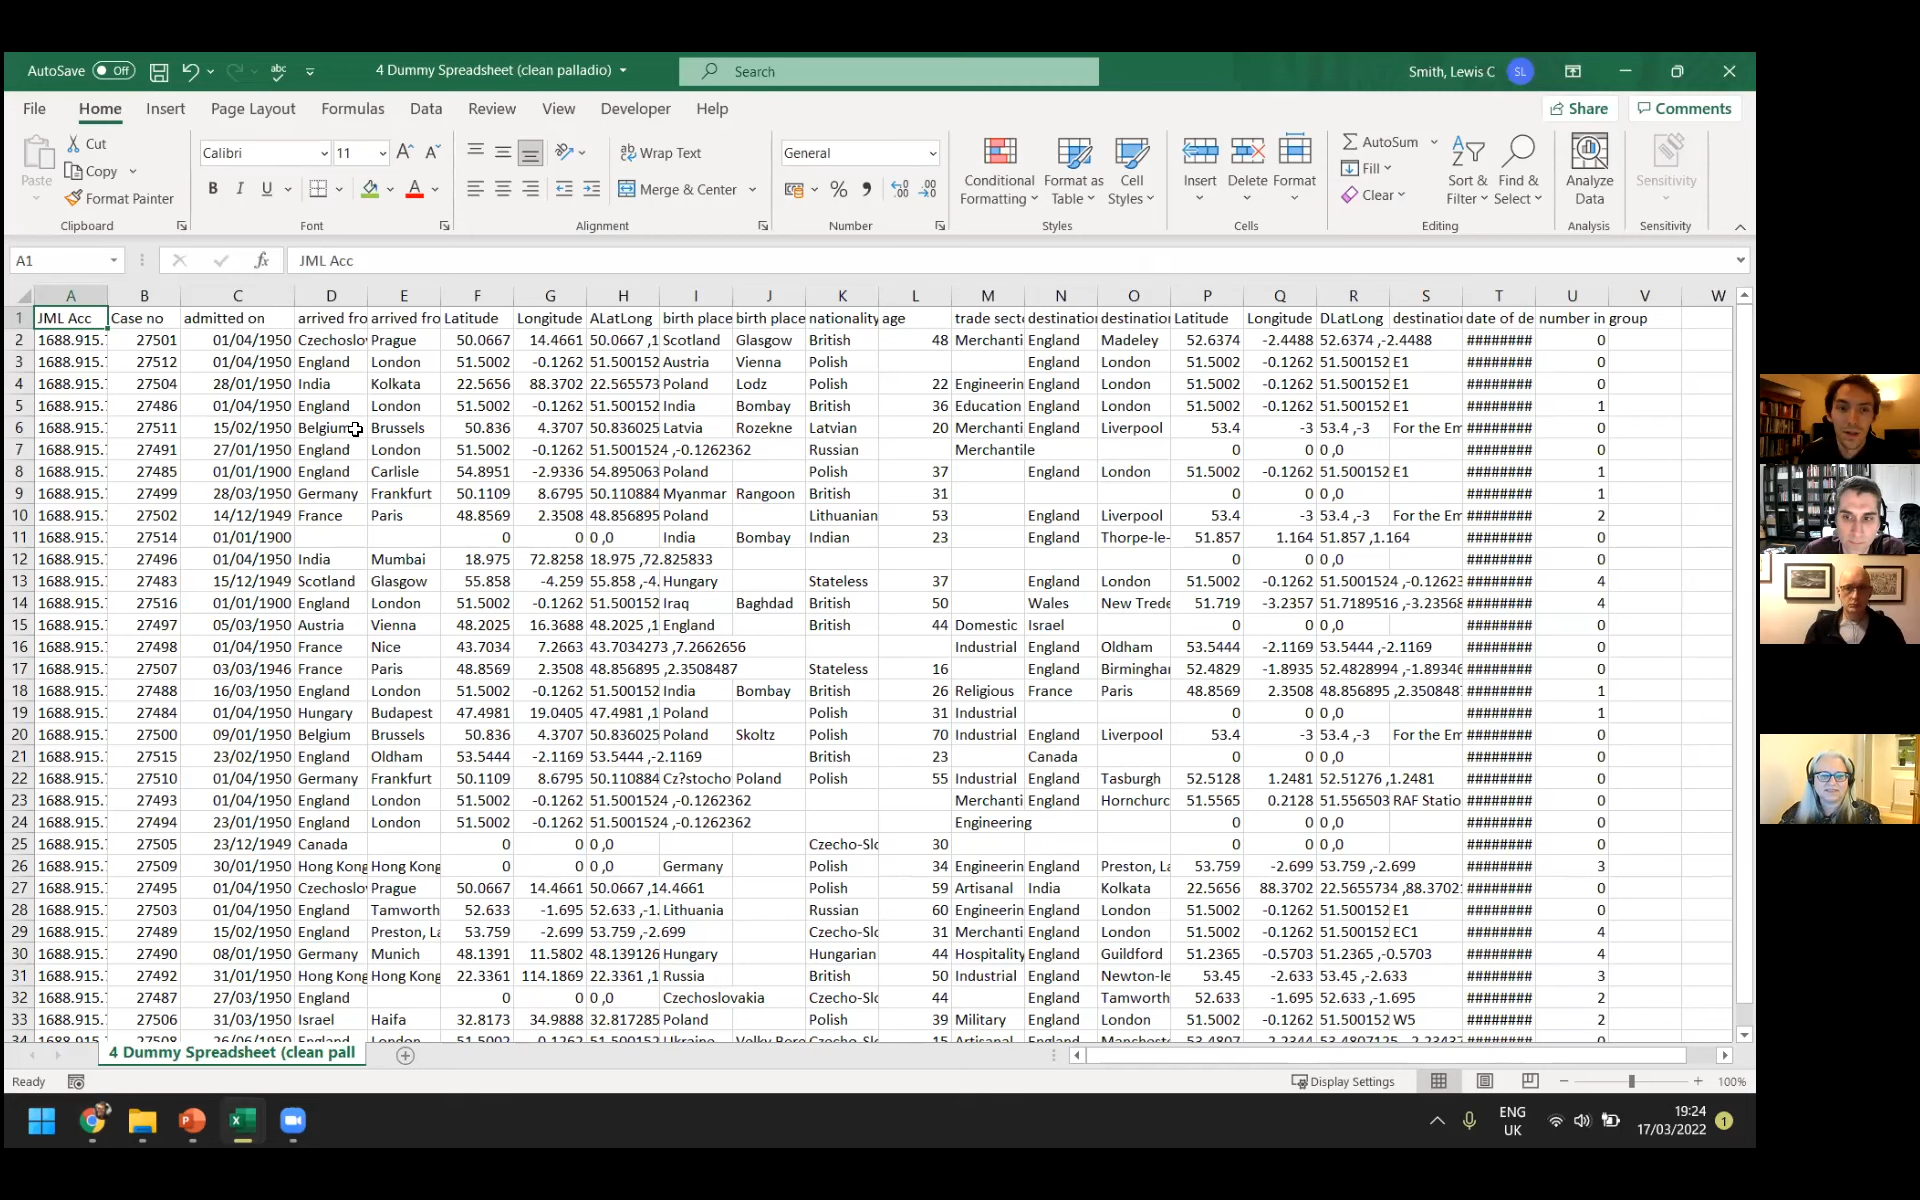 AutoSave Off abc 4 Dummy Spreadsheet (clean palladio) Search Smith, Lewis C SL
File Home Insert Page Layout Formulas Data Review View Developer Help Share Comments
Paste Cut Copy Format Painter Clipboard
Calibri 11 A A B I U A Font
ab Wrap Text Merge & Center Alignment
General % Number
Conditional Formatting Format as Table Cell Styles Styles
Insert Delete Format Cells
AutoSum Fill Clear Sort & Filter Find & Select Editing
Analyze Data Analysis Sensitivity Sensitivity
A1 fx JML Acc
A B C D E F G H I J K L M N O P Q R S T U V W
1 JML Acc Case no admitted on arrived fro arrived fro Latitude Longitude ALatLong birth place birth place nationality age trade secto destination destination Latitude Longitude DLatLong destination date of de number in group
2 1688.915. 27501 01/04/1950 Czechoslo Prague 50.0667 14.4661 50.0667 ,1 Scotland Glasgow British 48 Merchanti England Madeley 52.6374 -2.4488 52.6374 ,-2.4488 ######## 0
3 1688.915. 27512 01/04/1950 England London 51.5002 -0.1262 51.500152 Austria Vienna Polish England London 51.5002 -0.1262 51.500152 E1 ######## 0
4 1688.915. 27504 28/01/1950 India Kolkata 22.5656 88.3702 22.565573 Poland Lodz Polish 22 Engineerin England London 51.5002 -0.1262 51.500152 E1 ######## 0
5 1688.915. 27486 01/04/1950 England London 51.5002 -0.1262 51.500152 India Bombay British 36 Education England London 51.5002 -0.1262 51.500152 E1 ######## 1
6 1688.915. 27511 15/02/1950 Belgium Brussels 50.836 4.3707 50.836025 Latvia Rozekne Latvian 20 Merchanti England Liverpool 53.4 -3 53.4 ,-3 For the Em ######## 0
7 1688.915. 27491 27/01/1950 England London 51.5002 -0.1262 51.5001524 ,-0.1262362 Russian Merchantile 0 0 0 ,0 ######## 0
8 1688.915. 27485 01/01/1900 England Carlisle 54.8951 -2.9336 54.895063 Poland Polish 37 England London 51.5002 -0.1262 51.500152 E1 ######## 1
9 1688.915. 27499 28/03/1950 Germany Frankfurt 50.1109 8.6795 50.110884 Myanmar Rangoon British 31 0 0 0 ,0 ######## 1
10 1688.915. 27502 14/12/1949 France Paris 48.8569 2.3508 48.856895 Poland Lithuanian 53 England Liverpool 53.4 -3 53.4 ,-3 For the Em ######## 2
11 1688.915. 27514 01/01/1900 0 0 0 ,0 India Bombay Indian 23 England Thorpe-le- 51.857 1.164 51.857 ,1.164 ######## 0
12 1688.915. 27496 01/04/1950 India Mumbai 18.975 72.8258 18.975 ,72.825833 0 0 0 ,0 ######## 0
13 1688.915. 27483 15/12/1949 Scotland Glasgow 55.858 -4.259 55.858 ,-4. Hungary Stateless 37 England London 51.5002 -0.1262 51.5001524 ,-0.12623 ######## 4
14 1688.915. 27516 01/01/1900 England London 51.5002 -0.1262 51.500152 Iraq Baghdad British 50 Wales New Trede 51.719 -3.2357 51.7189516 ,-3.23568 ######## 4
15 1688.915. 27497 05/03/1950 Austria Vienna 48.2025 16.3688 48.2025 ,1 England British 44 Domestic Israel 0 0 0 ,0 ######## 0
16 1688.915. 27498 01/04/1950 France Nice 43.7034 7.2663 43.7034273 ,7.2662656 Industrial England Oldham 53.5444 -2.1169 53.5444 ,-2.1169 ######## 0
17 1688.915. 27507 03/03/1946 France Paris 48.8569 2.3508 48.856895 ,2.3508487 Stateless 16 England Birminghar 52.4829 -1.8935 52.4828994 ,-1.89346 ######## 0
18 1688.915. 27488 16/03/1950 England London 51.5002 -0.1262 51.500152 India Bombay British 26 Religious France Paris 48.8569 2.3508 48.856895 ,2.350848 ######## 1
19 1688.915. 27484 01/04/1950 Hungary Budapest 47.4981 19.0405 47.4981 ,1 Poland Polish 31 Industrial 0 0 0 ,0 ######## 1
20 1688.915. 27500 09/01/1950 Belgium Brussels 50.836 4.3707 50.836025 Poland Skoltz Polish 70 Industrial England Liverpool 53.4 -3 53.4 ,-3 For the Em ######## 0
21 1688.915. 27515 23/02/1950 England Oldham 53.5444 -2.1169 53.5444 ,-2.1169 British 23 Canada 0 0 0 ,0 ######## 0
22 1688.915. 27510 01/04/1950 Germany Frankfurt 50.1109 8.6795 50.110884 Cz?stocho Poland Polish 55 Industrial England Tasburgh 52.5128 1.2481 52.51276 ,1.2481 ######## 0
23 1688.915. 27493 01/04/1950 England London 51.5002 -0.1262 51.5001524 ,-0.1262362 Merchanti England Hornchurc 51.5565 0.2128 51.556503 RAF Statio ######## 0
24 1688.915. 27494 23/01/1950 England London 51.5002 -0.1262 51.5001524 ,-0.1262362 Engineering 0 0 0 ,0 ######## 0
25 1688.915. 27505 23/12/1949 Canada 0 0 0 ,0 Czecho-Slo 30 0 0 0 ,0 ######## 0
26 1688.915. 27509 30/01/1950 Hong Kong Hong Kong 0 0 0 ,0 Germany Polish 34 Engineerin England Preston, La 53.759 -2.699 53.759 ,-2.699 ######## 3
27 1688.915. 27495 01/04/1950 Czechoslo Prague 50.0667 14.4661 50.0667 ,14.4661 Polish 59 Artisanal India Kolkata 22.5656 88.3702 22.5655734 ,88.3702 ######## 0
28 1688.915. 27503 01/04/1950 England Tamworth 52.633 -1.695 52.633 ,-1. Lithuania Russian 60 Engineerin England London 51.5002 -0.1262 51.500152 E1 ######## 0
29 1688.915. 27489 15/02/1950 England Preston, La 53.759 -2.699 53.759 ,-2.699 Czecho-Slo 31 Merchanti England London 51.5002 -0.1262 51.500152 EC1 ######## 4
30 1688.915. 27490 08/01/1950 Germany Munich 48.1391 11.5802 48.139126 Hungary Hungarian 44 Hospitality England Guildford 51.2365 -0.5703 51.2365 ,-0.5703 ######## 4
31 1688.915. 27492 31/01/1950 Hong Kong Hong Kong 22.3361 114.1869 22.3361 ,1 Russia British 50 Industrial England Newton-le 53.45 -2.633 53.45 ,-2.633 ######## 3
32 1688.915. 27487 27/03/1950 England 0 0 0 ,0 Czechoslovakia Czecho-Slo 44 England Tamworth 52.633 -1.695 52.633 ,-1.695 ######## 2
33 1688.915. 27506 31/03/1950 Israel Haifa 32.8173 34.9888 32.817285 Poland Polish 39 Military England London 51.5002 -0.1262 51.500152 W5 ######## 2
4 Dummy Spreadsheet (clean pall
Ready Display Settings 100%
ENG 19:24
UK 17/03/2022 1